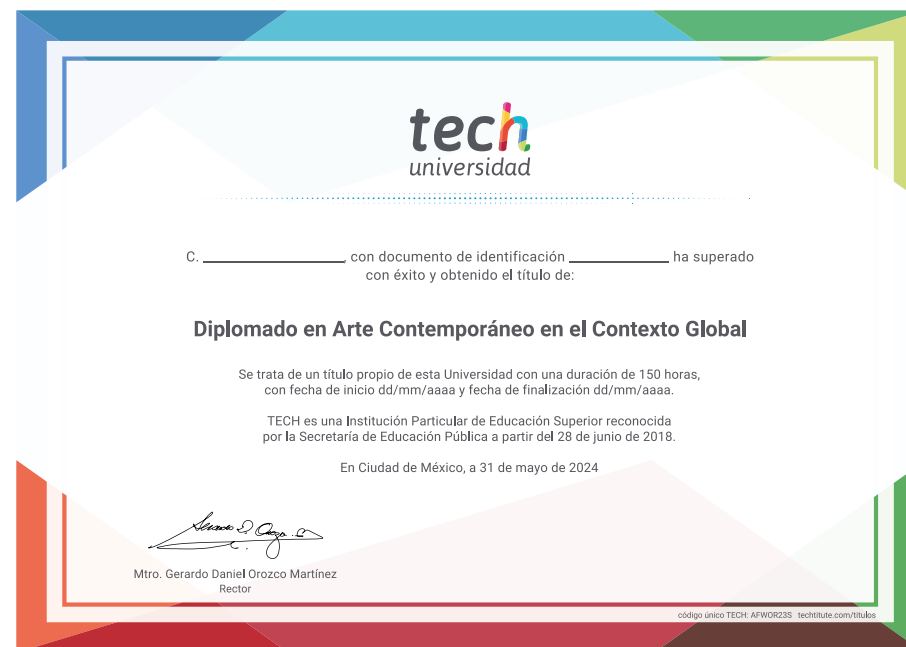 tech
universidad
C. ____________, con documento de identificación ____________ ha superado
con éxito y obtenido el título de:
Diplomado en Arte Contemporáneo en el Contexto Global
Se trata de un título propio de esta Universidad con una duración de 150 horas,
con fecha de inicio dd/mm/aaaa y fecha de finalización dd/mm/aaaa.
TECH es una Institución Particular de Educación Superior reconocida
por la Secretaría de Educación Pública a partir del 28 de junio de 2018.
En Ciudad de México, a 31 de mayo de 2024
Mtro. Gerardo Daniel Orozco Martínez
Rector
código único TECH: AFWOR23S techtitute.com/titulos